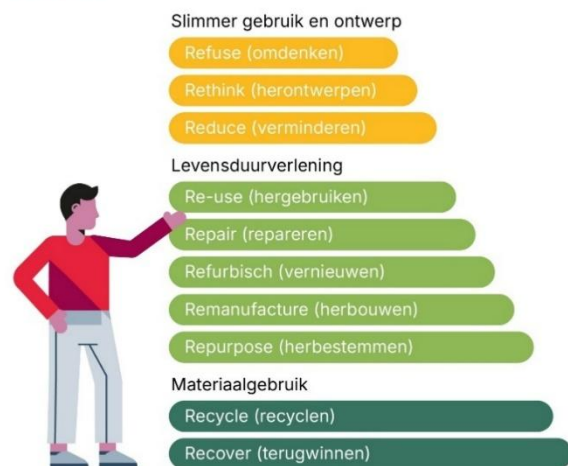 Slimmer gebruik en ontwerp
Refuse (omdenken)
Rethink (herontwerpen)
Reduce (verminderen)
Levensduurverlening
Re-use (hergebruiken)
Repair (repareren)
Refurbisch (vernieuwen)
Remanufacture (herbouwen)
Repurpose (herbestemmen)
Materiaalgebruik
Recycle (recyclen)
Recover (terugwinnen)